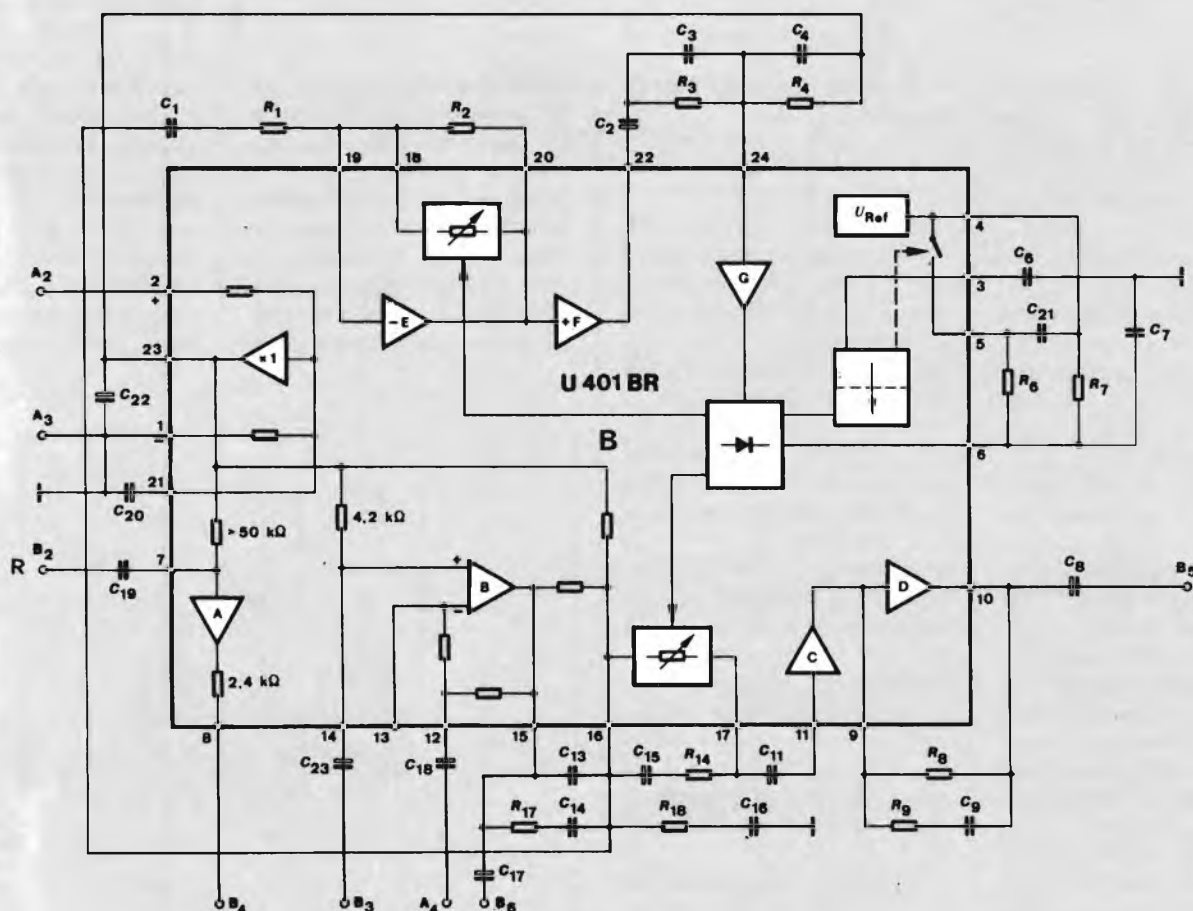 C3 C4
R3 R4
C1 R1 R2 C2
19 18 20 22 24
URef 4
A2 2 + C6
3
G
C21
5 C7
-E +F
23 ×1
U 401 BR
R6 R7
C22
A3 1 −
B
6
21
C20
>50 kΩ 4,2 kΩ
R B2 7 + C8 B5
C19 B D
10
−
A C
2,4 kΩ
8 14 13 12 15 16 17 11 9
C23 C18 C13 C15 R14 C11 R8
R17 C14 R18 C16 R9 C9
C17
B4 B3 A4 B6